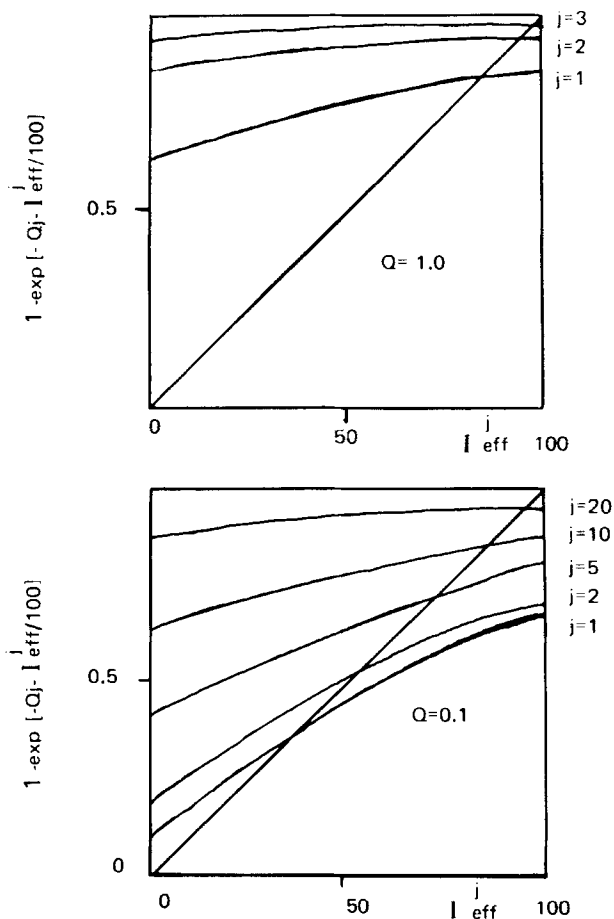 j=3
j=2
j=1
1-exp [- Qj- I j eff/100]
0.5
Q= 1.0
0
50
I j eff
100
j=20
j=10
j=5
j=2
j=1
1-exp [-Qj- I j eff/100]
0.5
Q=0.1
0
0
50
I j eff
100